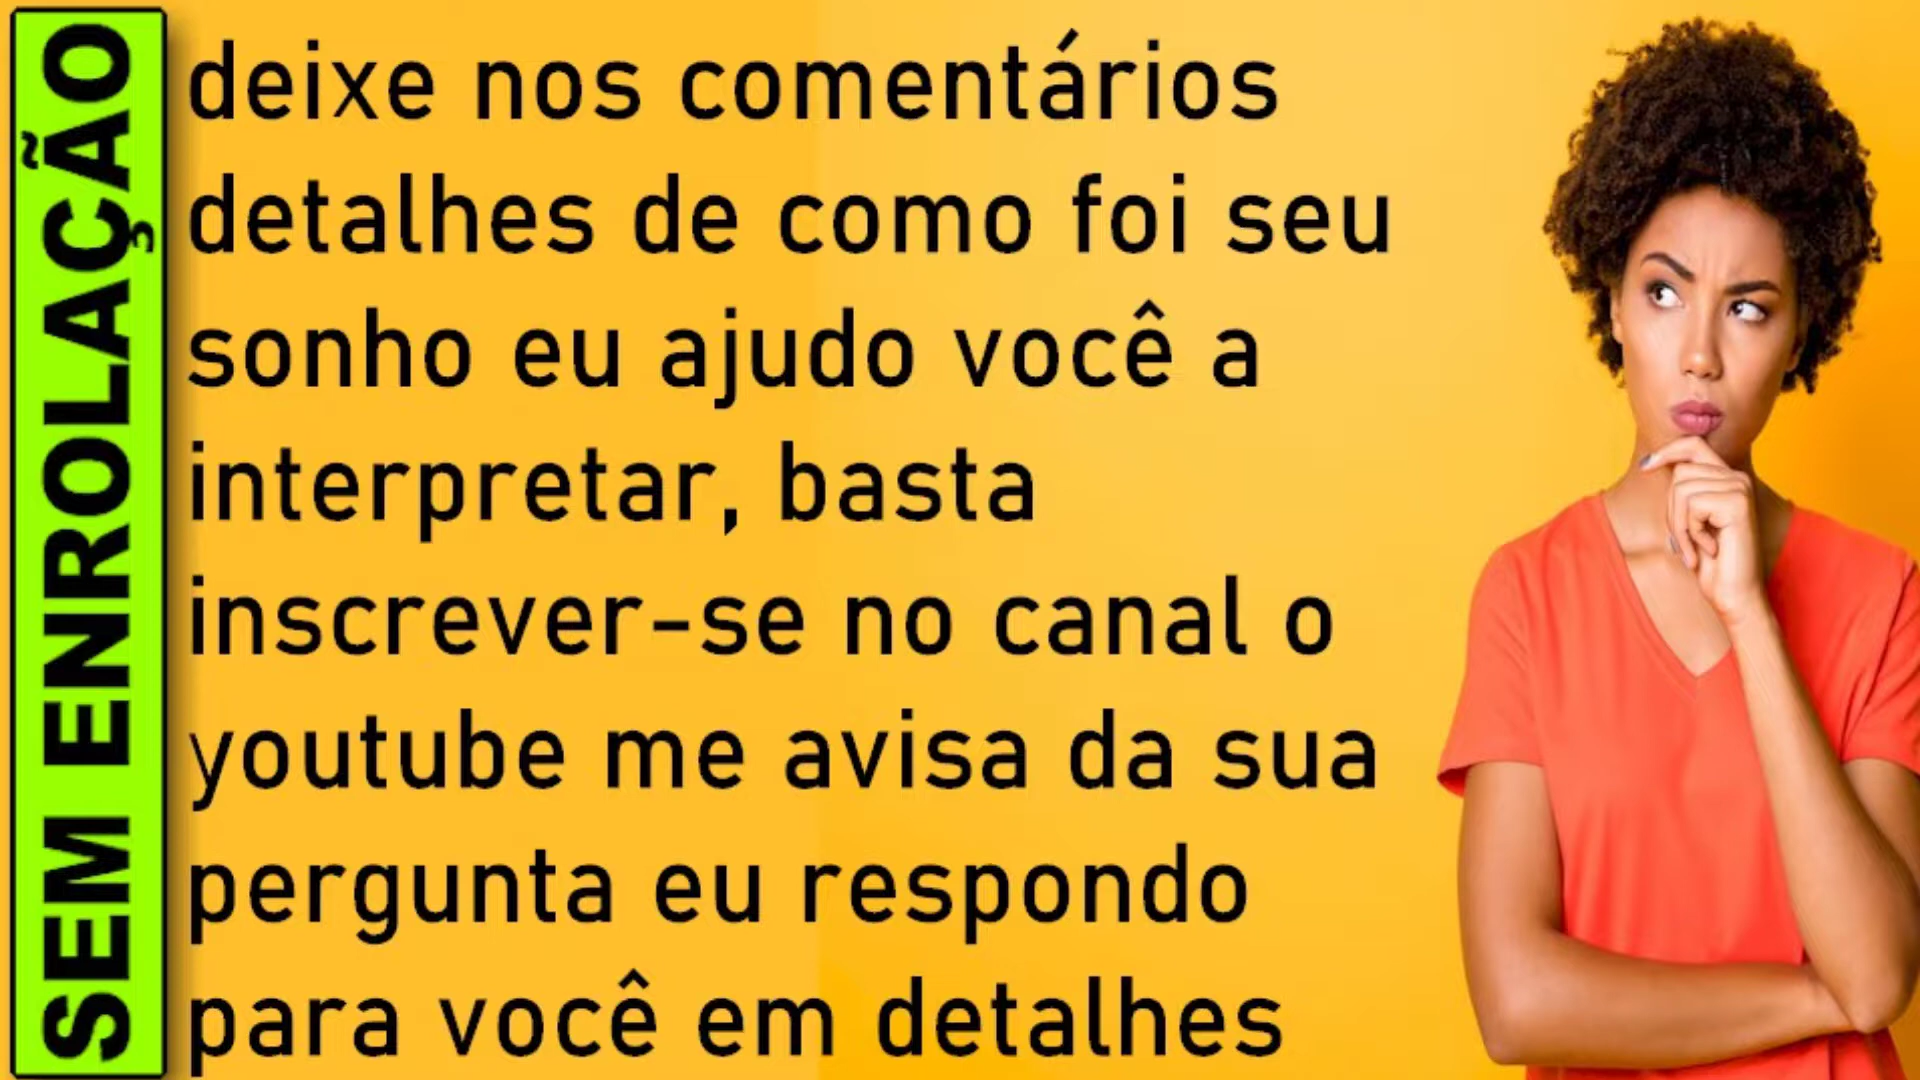 SEM ENROLAÇÃO
deixe nos comentários
detalhes de como foi seu
sonho eu ajudo você a
interpretar, basta
inscrever-se no canal o
youtube me avisa da sua
pergunta eu respondo
para você em detalhes